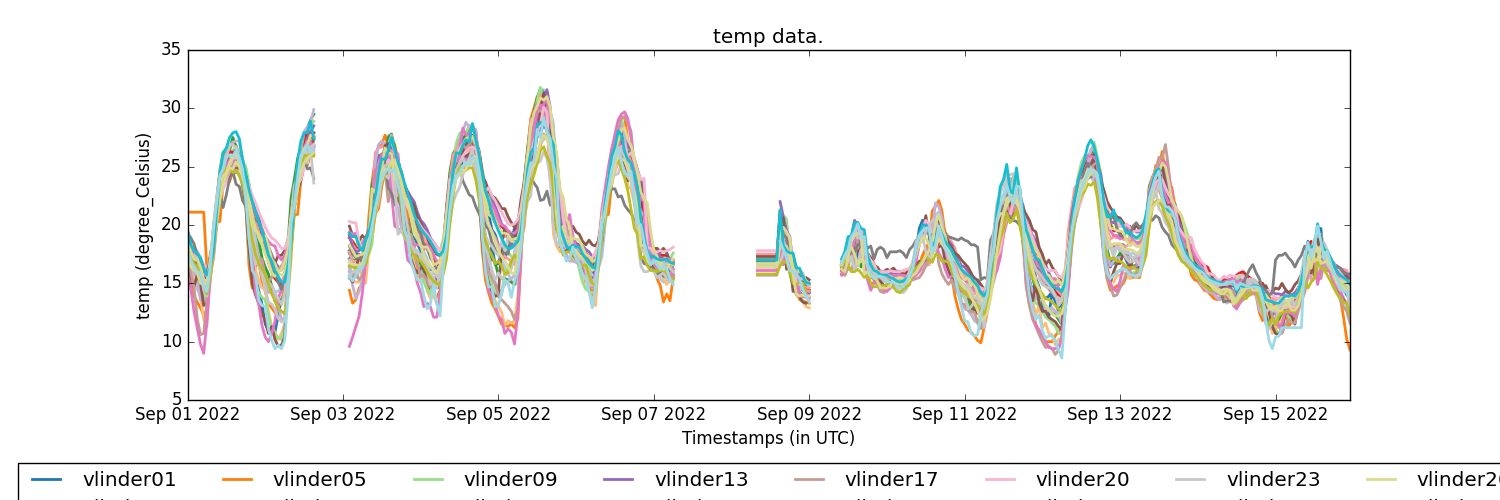 temp data.
35
30
25
20
15
10
5
temp (degree_Celsius)
Sep 01 2022 Sep 03 2022 Sep 05 2022 Sep 07 2022 Sep 09 2022 Sep 11 2022 Sep 13 2022 Sep 15 2022
Timestamps (in UTC)
vlinder01 vlinder05 vlinder09 vlinder13 vlinder17 vlinder20 vlinder23